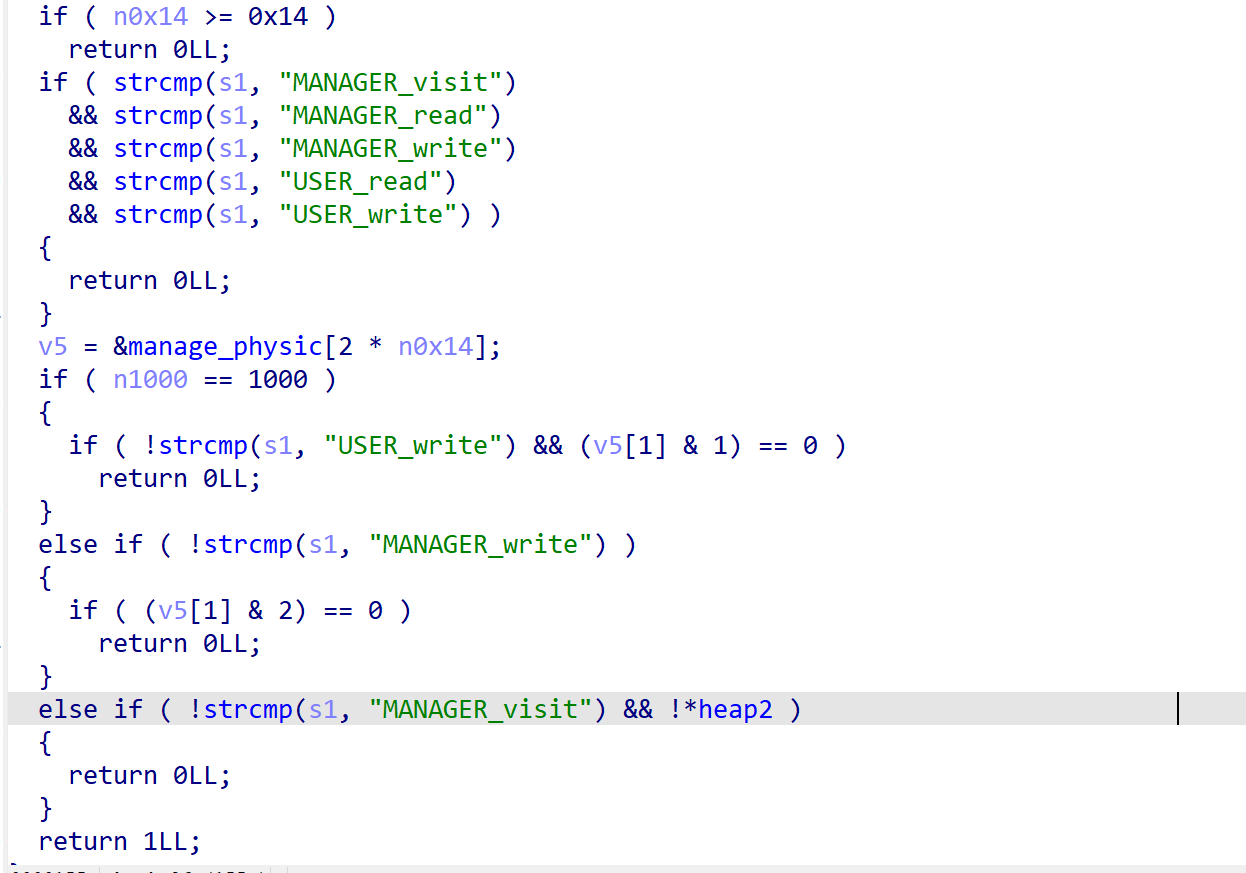 if ( n0x14 >= 0x14 )
return 0LL;
if ( strcmp(s1, "MANAGER_visit")
&& strcmp(s1, "MANAGER_read")
&& strcmp(s1, "MANAGER_write")
&& strcmp(s1, "USER_read")
&& strcmp(s1, "USER_write") )
{
return 0LL;
}
v5 = &manage_physic[2 * n0x14];
if ( n1000 == 1000 )
{
if ( !strcmp(s1, "USER_write") && (v5[1] & 1) == 0 )
return 0LL;
}
else if ( !strcmp(s1, "MANAGER_write") )
{
if ( (v5[1] & 2) == 0 )
return 0LL;
}
else if ( !strcmp(s1, "MANAGER_visit") && !*heap2 )
{
return 0LL;
}
return 1LL;